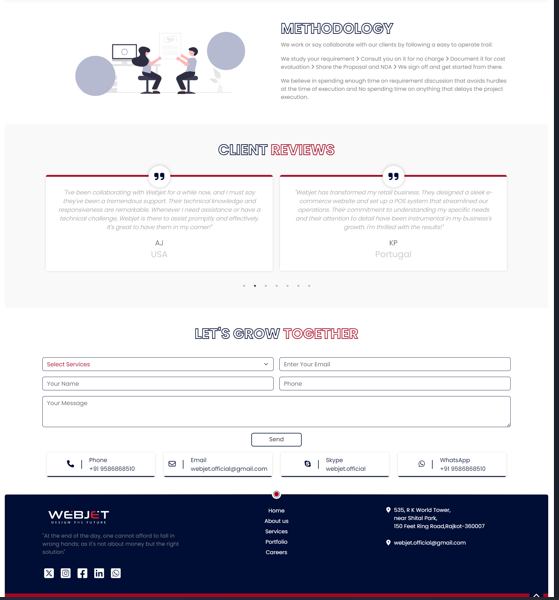 METHODOLOGY
We work or say collaborate with our clients by following a easy to operate trail:
We study your requirement > Consult you on it for no charge > Document it for cost
evaluation > Share the Proposal and NDA > We sign off and get started from there.
We believe in spending enough time on requirement discussion that avoids hurdles
at the time of execution and No spending time on anything that delays the project
execution.
CLIENT REVIEWS
"I've been collaborating with Webjet for a while now, and I must say
they've been a tremendous support. Their technical knowledge and
responsiveness are remarkable. Whenever I need assistance or have a
technical challenge, Webjet is there to assist promptly and effectively.
It's great to have them in my corner!"
AJ
USA
"Webjet has transformed my retail business. They designed a sleek e-
commerce website and set up a POS system that streamlined our
operations. Their commitment to understanding my specific needs
and their attention to detail have been instrumental in my business's
growth. I'm thrilled with the results!"
KP
Portugal
LET'S GROW TOGETHER
Select Services
Enter Your Email
Your Name
Phone
Your Message
Send
Phone
+91 9586868510
Email
webjet.official@gmail.com
Skype
webjet.official
WhatsApp
+91 9586868510
WEBJET
DESIGN THE FUTURE
"At the end of the day, one cannot afford to fall in
wrong hands; as it's not about money but the right
solution"
Home
About us
Services
Portfolio
Careers
535, R K World Tower,
near Shital Park,
150 Feet Ring Road,Rajkot-360007
webjet.official@gmail.com